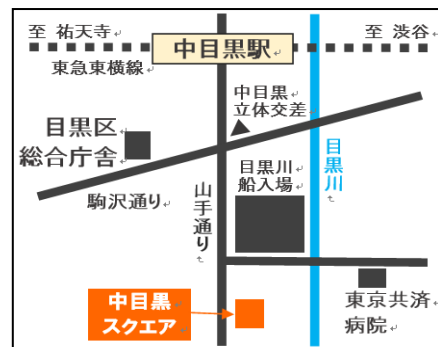 至 祐天寺
至 渋谷
中目黒駅
東急東横線
中目黒
立体交差
目黒区
総合庁舎
駒沢通り
山手通り
目黒川
船入場
目黒川
中目黒
スクエア
東京共済
病院